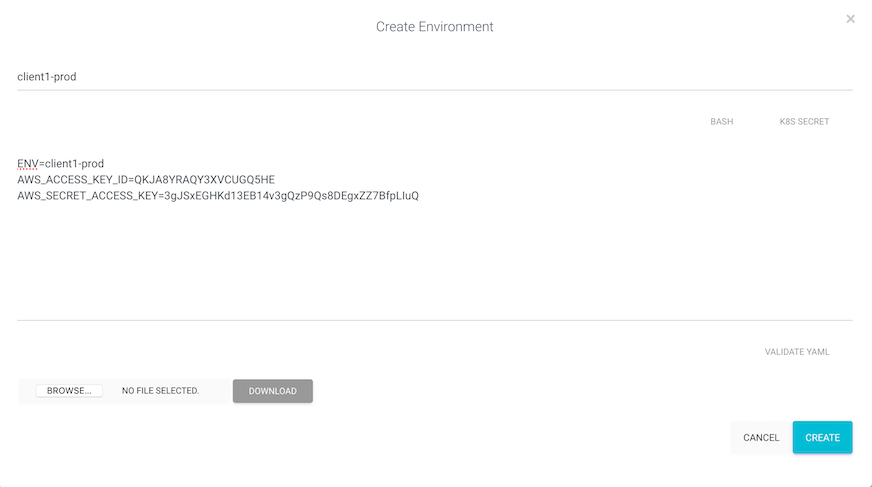 Create Environment
×
client1-prod
BASH
K8S SECRET
ENV=client1-prod
AWS_ACCESS_KEY_ID=QKJA8YRAQY3XVCUGQ5HE
AWS_SECRET_ACCESS_KEY=3gJSxEGHKd13EB14v3gQzP9Qs8DEgxZZ7BfpLIuQ
VALIDATE YAML
BROWSE... NO FILE SELECTED. DOWNLOAD
CANCEL CREATE